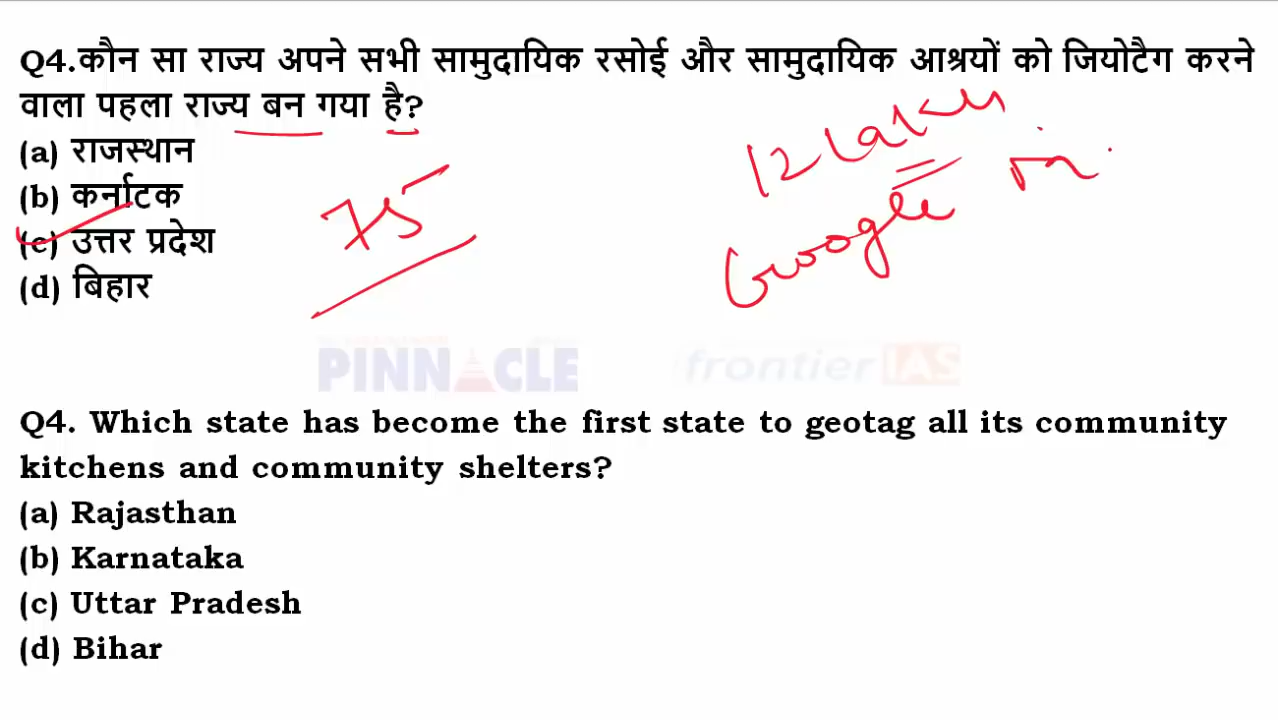 Q4.कौन सा राज्य अपने सभी सामुदायिक रसोई और सामुदायिक आश्रयों को जियोटैग करने
वाला पहला राज्य बन गया है?
(a) राजस्थान
(b) कर्नाटक
(c) उत्तर प्रदेश
(d) बिहार
75
12 Lakh
Google
PINNACLE
frontier IAS
Q4. Which state has become the first state to geotag all its community
kitchens and community shelters?
(a) Rajasthan
(b) Karnataka
(c) Uttar Pradesh
(d) Bihar